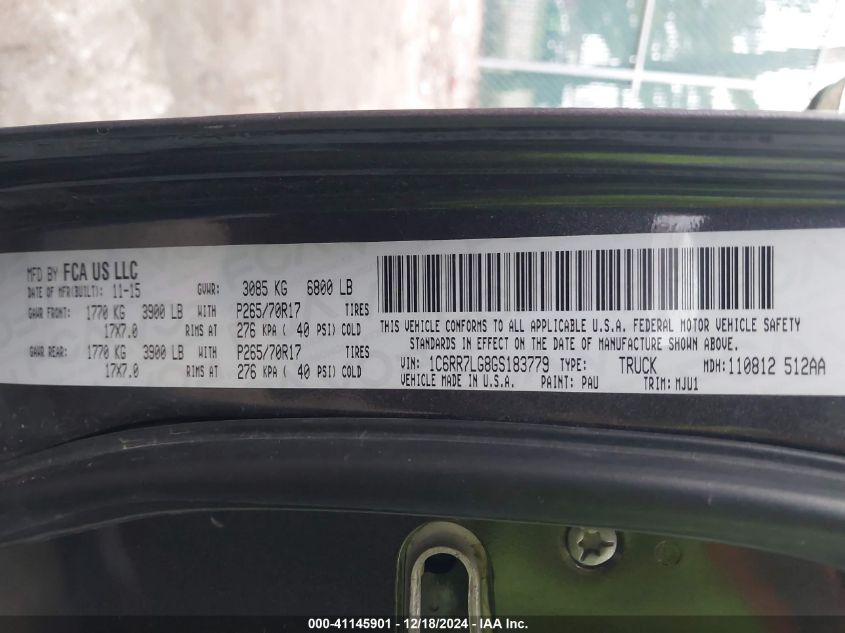 MFD BY FCA US LLC
DATE OF MFR(BUILT): 11-15 GVWR: 3085 KG 6800 LB
GAWR FRONT: 1770 KG 3900 LB WITH P265/70R17 TIRES
17X7.0 RIMS AT 276 KPA ( 40 PSI) COLD
GAWR REAR: 1770 KG 3900 LB WITH P265/70R17 TIRES
17X7.0 RIMS AT 276 KPA ( 40 PSI) COLD
THIS VEHICLE CONFORMS TO ALL APPLICABLE U.S.A. FEDERAL MOTOR VEHICLE SAFETY
STANDARDS IN EFFECT ON THE DATE OF MANUFACTURE SHOWN ABOVE.
VIN: 1C6RR7LG8GS183779 TYPE: TRUCK MDH: 110812 512AA
VEHICLE MADE IN U.S.A. PAINT: PAU TRIM: MJU1
000-41145901 - 12/18/2024 - IAA Inc.